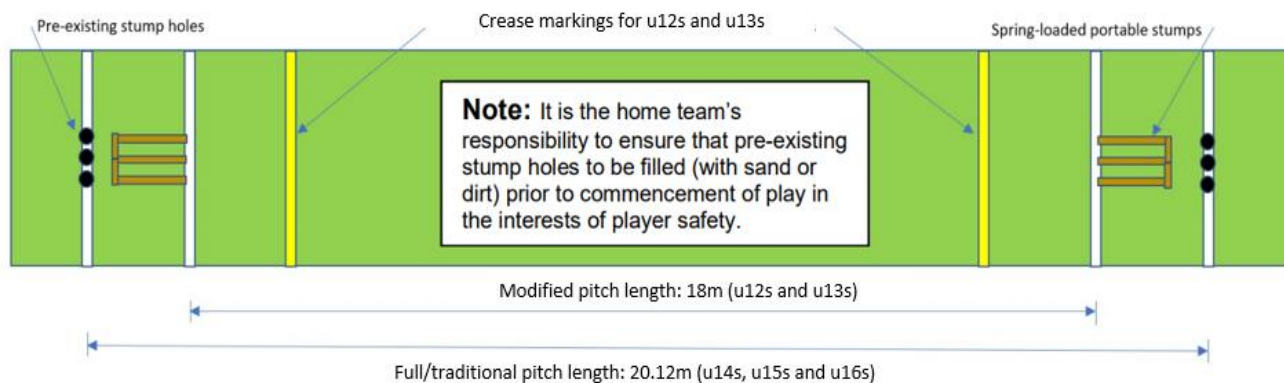 Crease markings for u12s and u13s
Pre-existing stump holes
Spring-loaded portable stumps
Note: It is the home team's
responsibility to ensure that pre-existing
stump holes to be filled (with sand or
dirt) prior to commencement of play in
the interests of player safety.
Modified pitch length: 18m (u12s and u13s)
Full/traditional pitch length: 20.12m (u14s, u15s and u16s)